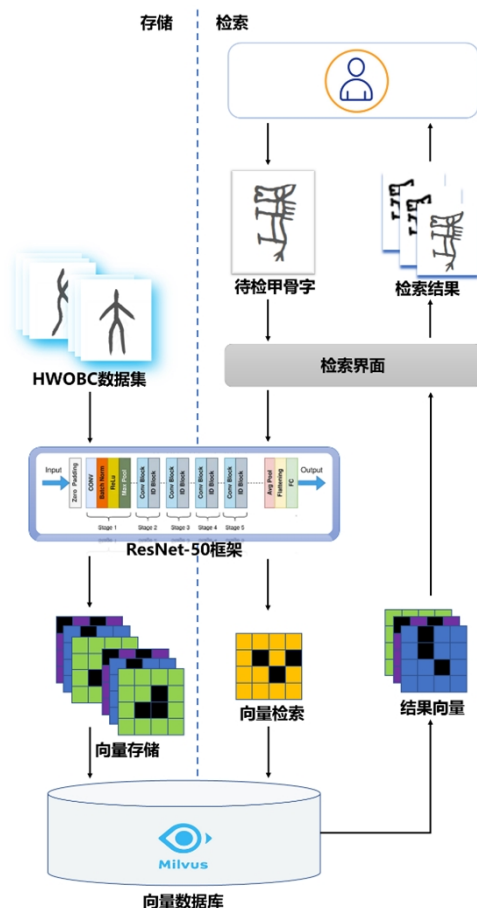 存储 检索
待检甲骨字 检索结果
HWOBC数据集
检索界面
Input Zero Padding CONV Batch Norm ReLu Max Pool Conv Block ID Block Conv Block ID Block Conv Block ID Block Conv Block ID Block Avg Pool Flattering FC Output
Stage 1 Stage 2 Stage 3 Stage 4 Stage 5
ResNet-50框架
向量存储 向量检索 结果向量
Milvus
向量数据库